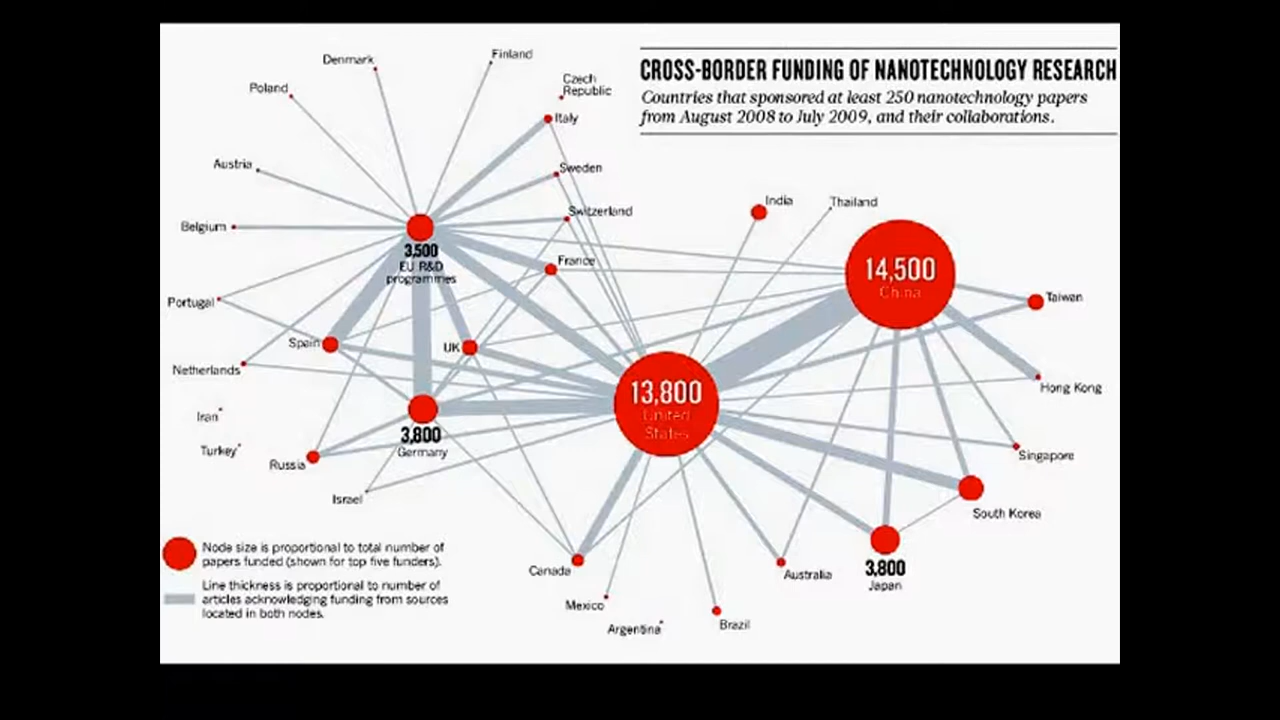 CROSS-BORDER FUNDING OF NANOTECHNOLOGY RESEARCH
Countries that sponsored at least 250 nanotechnology papers
from August 2008 to July 2009, and their collaborations.
Finland
Denmark
Czech
Republic
Poland
Italy
Austria
Sweden
India
Thailand
Switzerland
Belgium
3,500
EU R&D
programmes
France
14,500
China
Taiwan
Portugal
Spain
UK
Netherlands
Hong Kong
13,800
United
States
Iran*
Turkey*
3,800
Germany
Russia
Singapore
Israel
South Korea
Canada
Australia
3,800
Japan
Mexico
Argentina*
Brazil
Node size is proportional to total number of
papers funded (shown for top five funders).
Line thickness is proportional to number of
articles acknowledging funding from sources
located in both nodes.